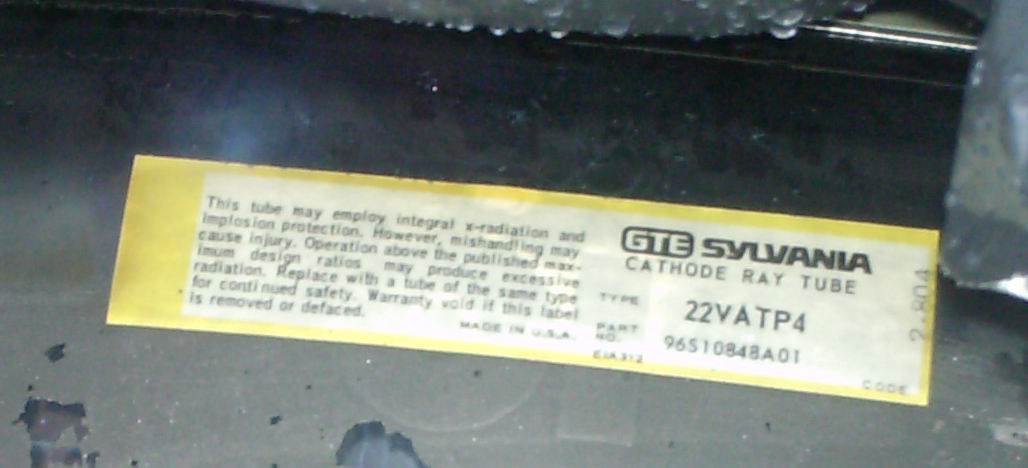 This tube may employ integral x-radiation and
implosion protection. However, mishandling may
cause injury. Operation above the published max-
imum design ratios may produce excessive
radiation. Replace with a tube of the same type
for continued safety. Warranty void if this label
is removed or defaced.
MADE IN U.S.A.
GTE SYLVANIA
CATHODE RAY TUBE
TYPE 22VATP4
PART NO. 96S10848A01
EIA312
CODE